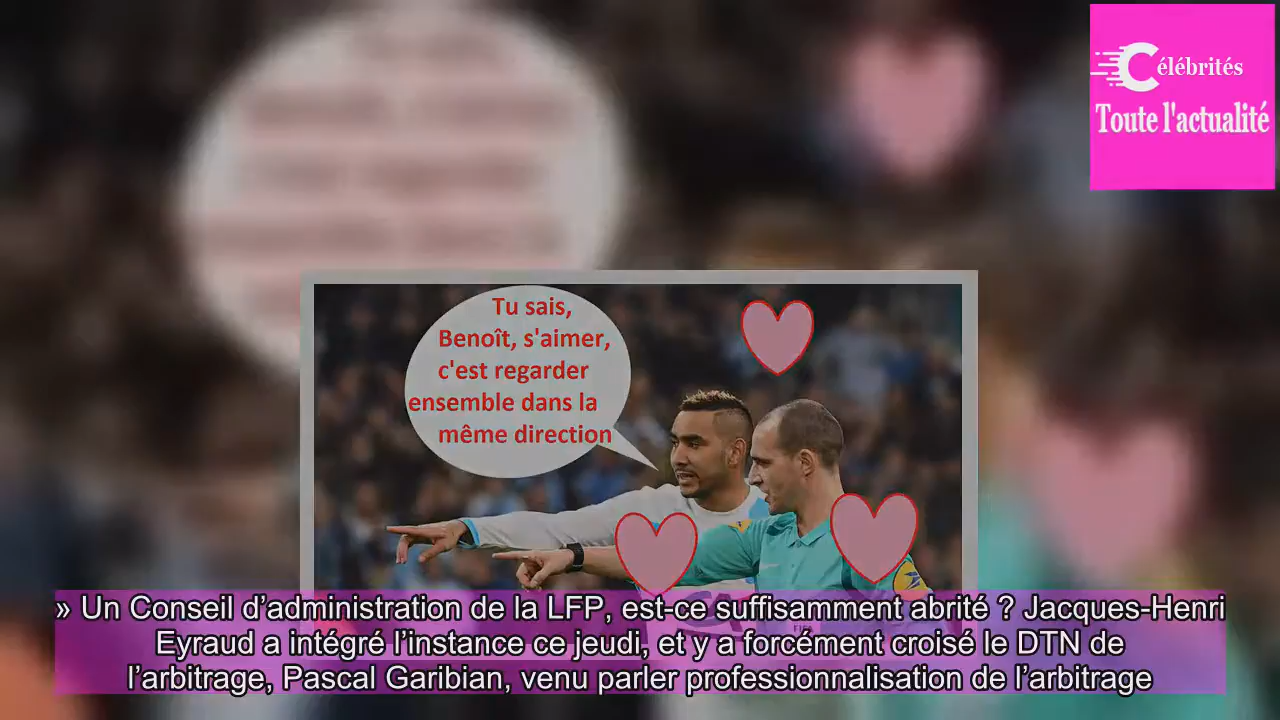 Célébrités
Toute l'actualité
Tu sais,
Benoît, s'aimer,
c'est regarder
ensemble dans la
même direction
» Un Conseil d’administration de la LFP, est-ce suffisamment abrité ? Jacques-Henri
Eyraud a intégré l’instance ce jeudi, et y a forcément croisé le DTN de
l’arbitrage, Pascal Garibian, venu parler professionnalisation de l’arbitrage